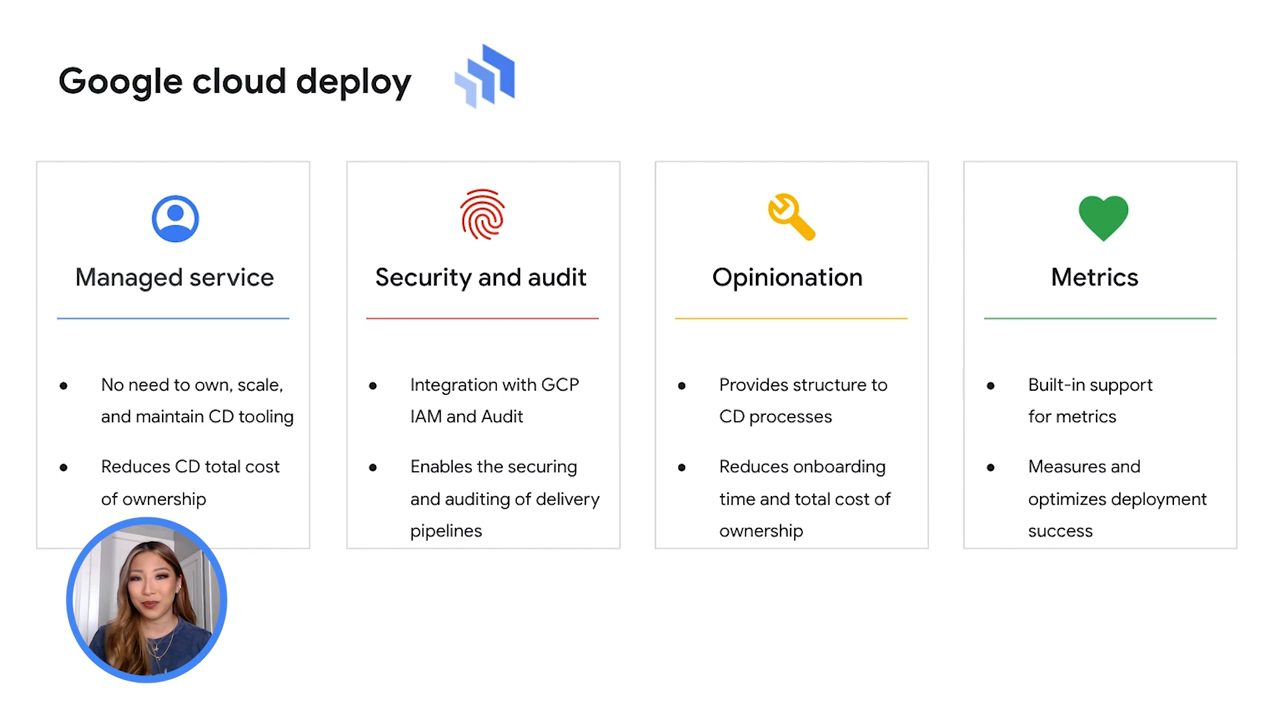 Google cloud deploy
Managed service
No need to own, scale,
and maintain CD tooling
Reduces CD total cost
of ownership
Security and audit
Integration with GCP
IAM and Audit
Enables the securing
and auditing of delivery
pipelines
Opinionation
Provides structure to
CD processes
Reduces onboarding
time and total cost of
ownership
Metrics
Built-in support
for metrics
Measures and
optimizes deployment
success